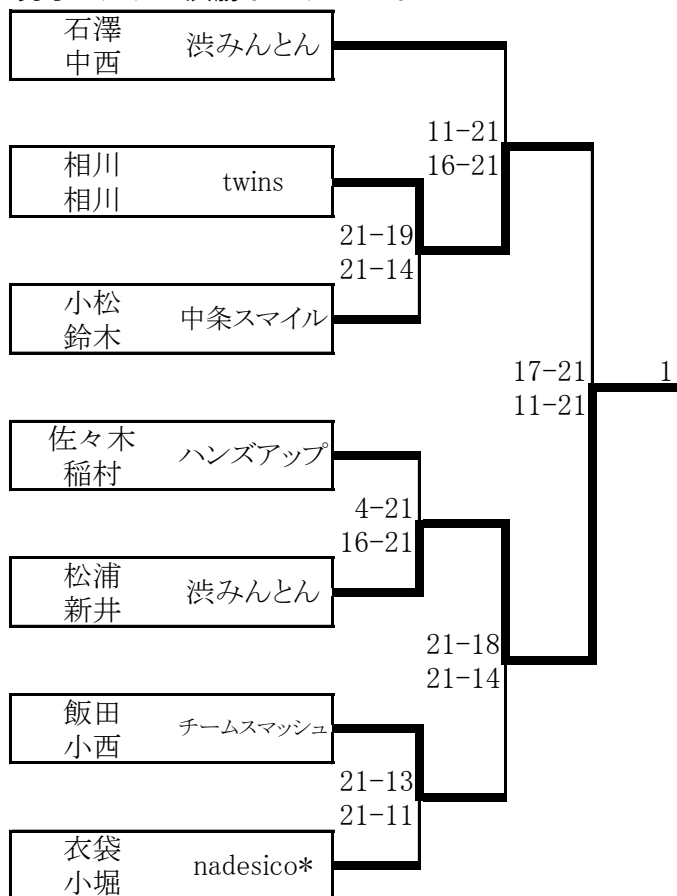 石澤
中西
渋みんとん
11-21
16-21
相川
相川
twins
21-19
21-14
小松
鈴木
中条スマイル
17-21
11-21
1
佐々木
稲村
ハンズアップ
4-21
16-21
松浦
新井
渋みんとん
21-18
21-14
飯田
小西
チームスマッシュ
21-13
21-11
衣袋
小堀
nadesico*